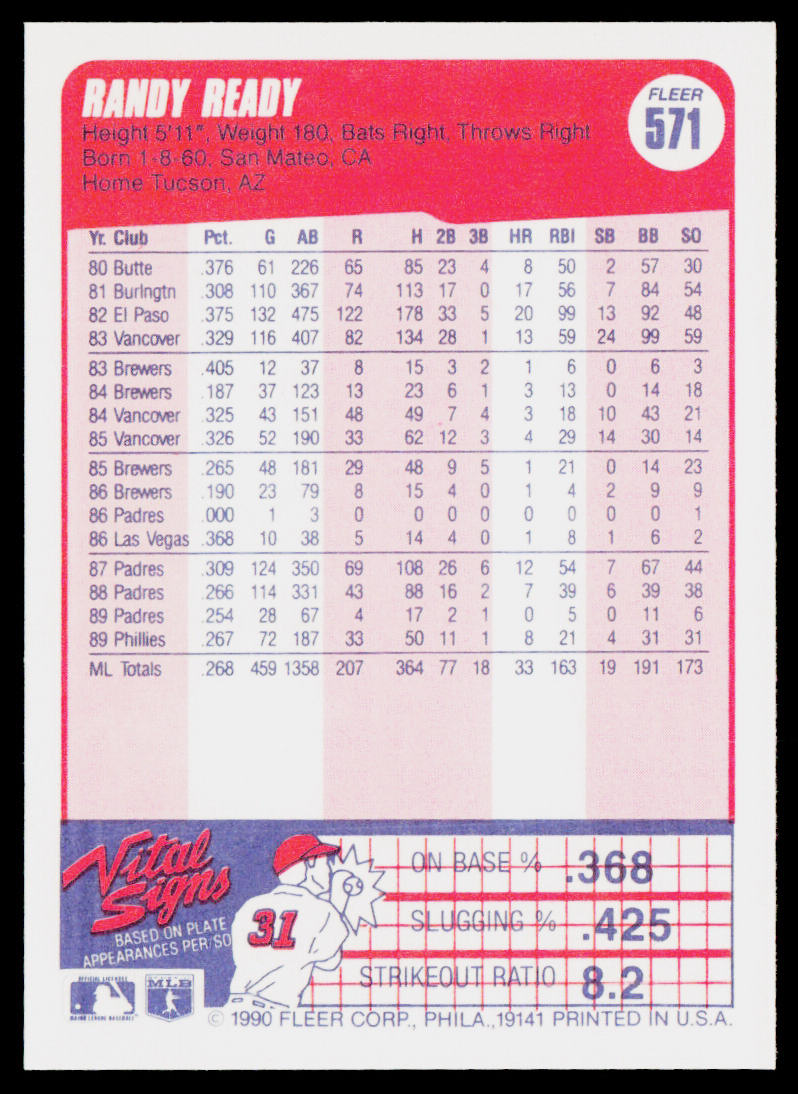 RANDY READY
FLEER
571
Height 5'11", Weight 180, Bats Right, Throws Right
Born 1-8-60, San Mateo, CA
Home Tucson, AZ
Yr. Club Pct. G AB R H 2B 3B HR RBI SB BB SO
80 Butte .376 61 226 65 85 23 4 8 50 2 57 30
81 Burlngtn .308 110 367 74 113 17 0 17 56 7 84 54
82 El Paso .375 132 475 122 178 33 5 20 99 13 92 48
83 Vancover .329 116 407 82 134 28 1 13 59 24 99 59
83 Brewers .405 12 37 8 15 3 2 1 6 0 6 3
84 Brewers .187 37 123 13 23 6 1 3 13 0 14 18
84 Vancover .325 43 151 48 49 7 4 3 18 10 43 21
85 Vancover .326 52 190 33 62 12 3 4 29 14 30 14
85 Brewers .265 48 181 29 48 9 5 1 21 0 14 23
86 Brewers .190 23 79 8 15 4 0 1 4 2 9 9
86 Padres .000 1 3 0 0 0 0 0 0 0 0 1
86 Las Vegas .368 10 38 5 14 4 0 1 8 1 6 2
87 Padres .309 124 350 69 108 26 6 12 54 7 67 44
88 Padres .266 114 331 43 88 16 2 7 39 6 39 38
89 Padres .254 28 67 4 17 2 1 0 5 0 11 6
89 Phillies .267 72 187 33 50 11 1 8 21 4 31 31
ML Totals .268 459 1358 207 364 77 18 33 163 19 191 173
Vital
Signs
BASED ON PLATE
APPEARANCES PER/SO
31
ON BASE % .368
SLUGGING % .425
STRIKEOUT RATIO 8.2
OFFICIAL LICENSEE
MAJOR LEAGUE BASEBALL
MLB
© 1990 FLEER CORP., PHILA.,19141 PRINTED IN U.S.A.